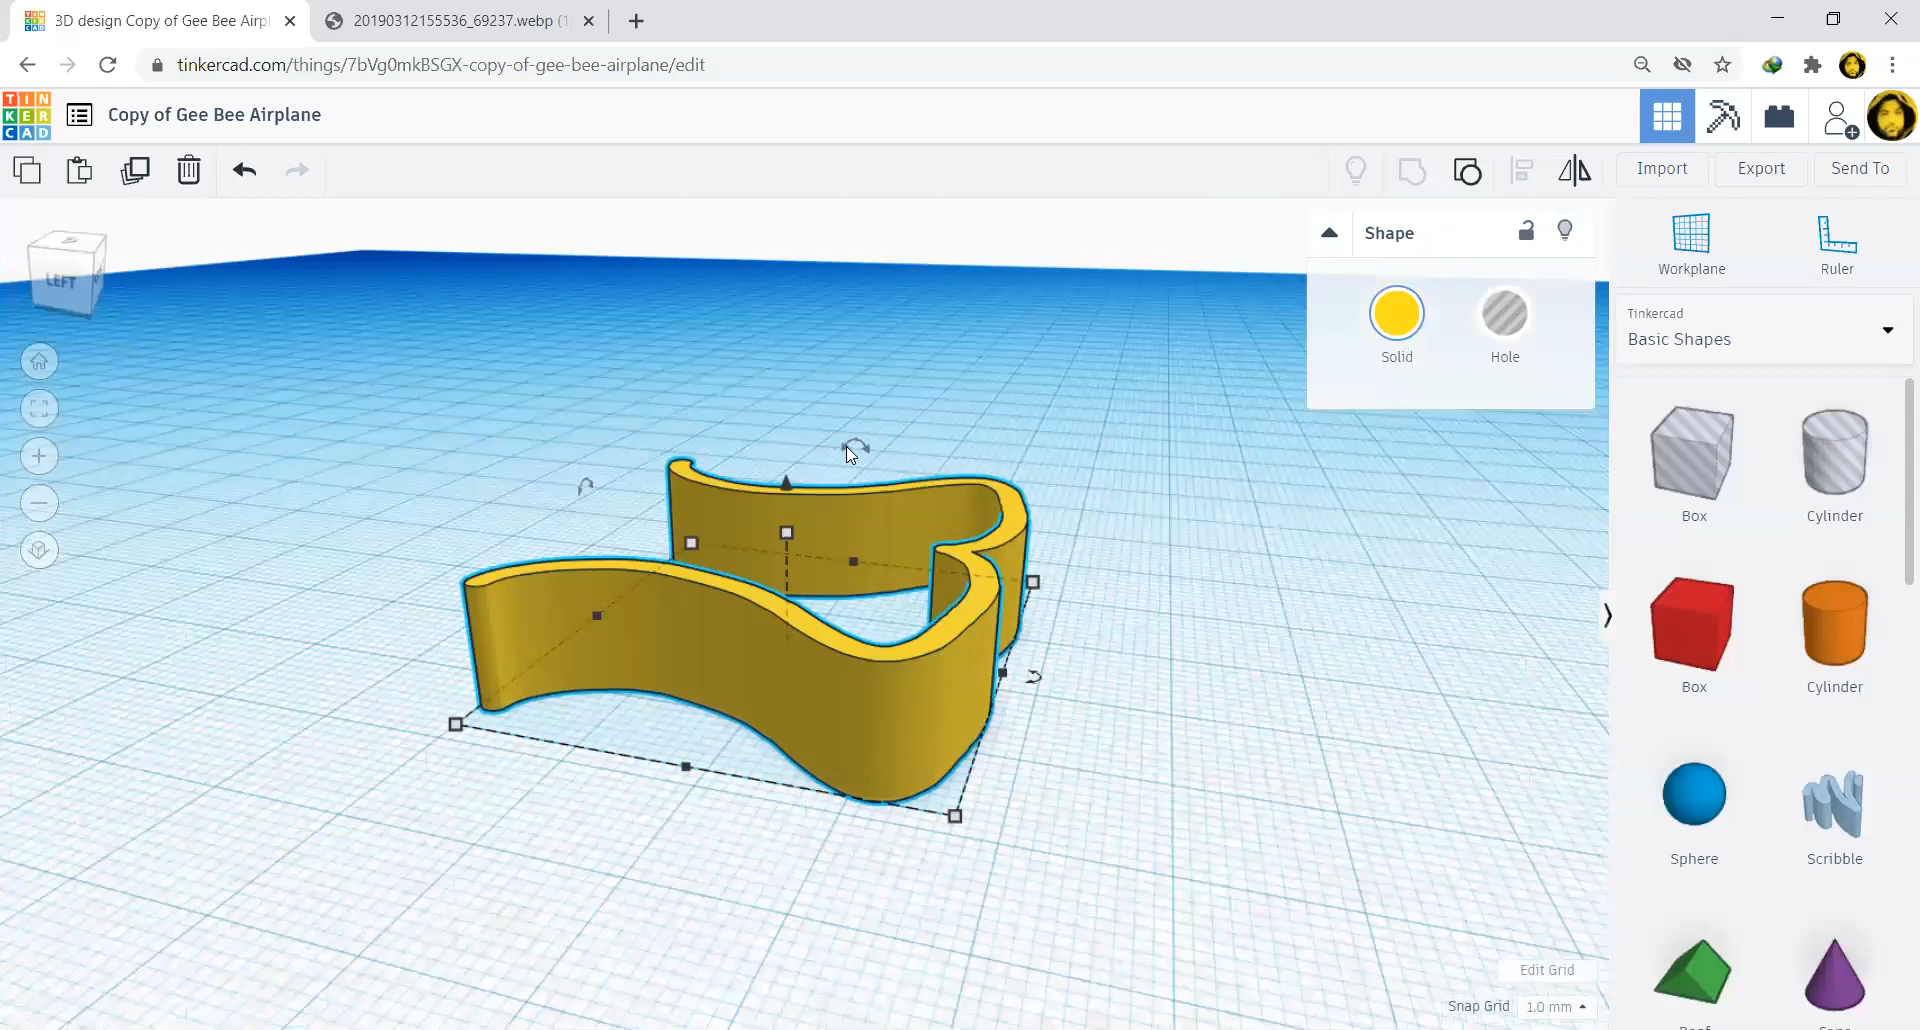 3D design Copy of Gee Bee Airpl
20190312155536_69237.webp (1
tinkercad.com/things/7bVg0mkBSGX-copy-of-gee-bee-airplane/edit
TIN
KER
CAD
Copy of Gee Bee Airplane
Import
Export
Send To
LEFT
Shape
Solid
Hole
Workplane
Ruler
Tinkercad
Basic Shapes
Box
Cylinder
Box
Cylinder
Sphere
Scribble
Edit Grid
Snap Grid
1.0 mm